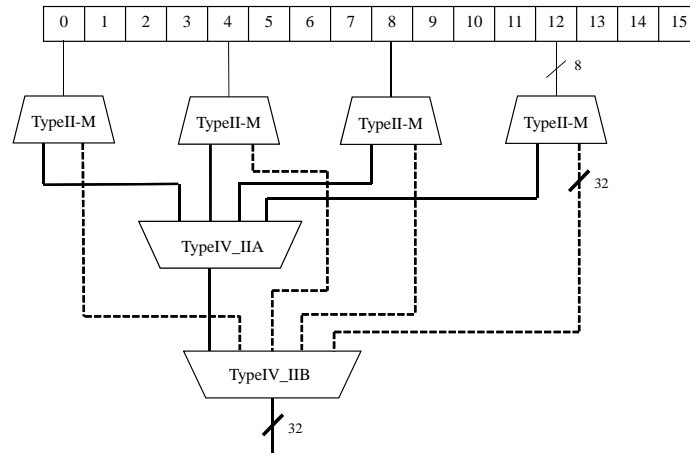 0 1 2 3 4 5 6 7 8 9 10 11 12 13 14 15
8
TypeII-M TypeII-M TypeII-M TypeII-M
32
TypeIV_IIA
TypeIV_IIB
32